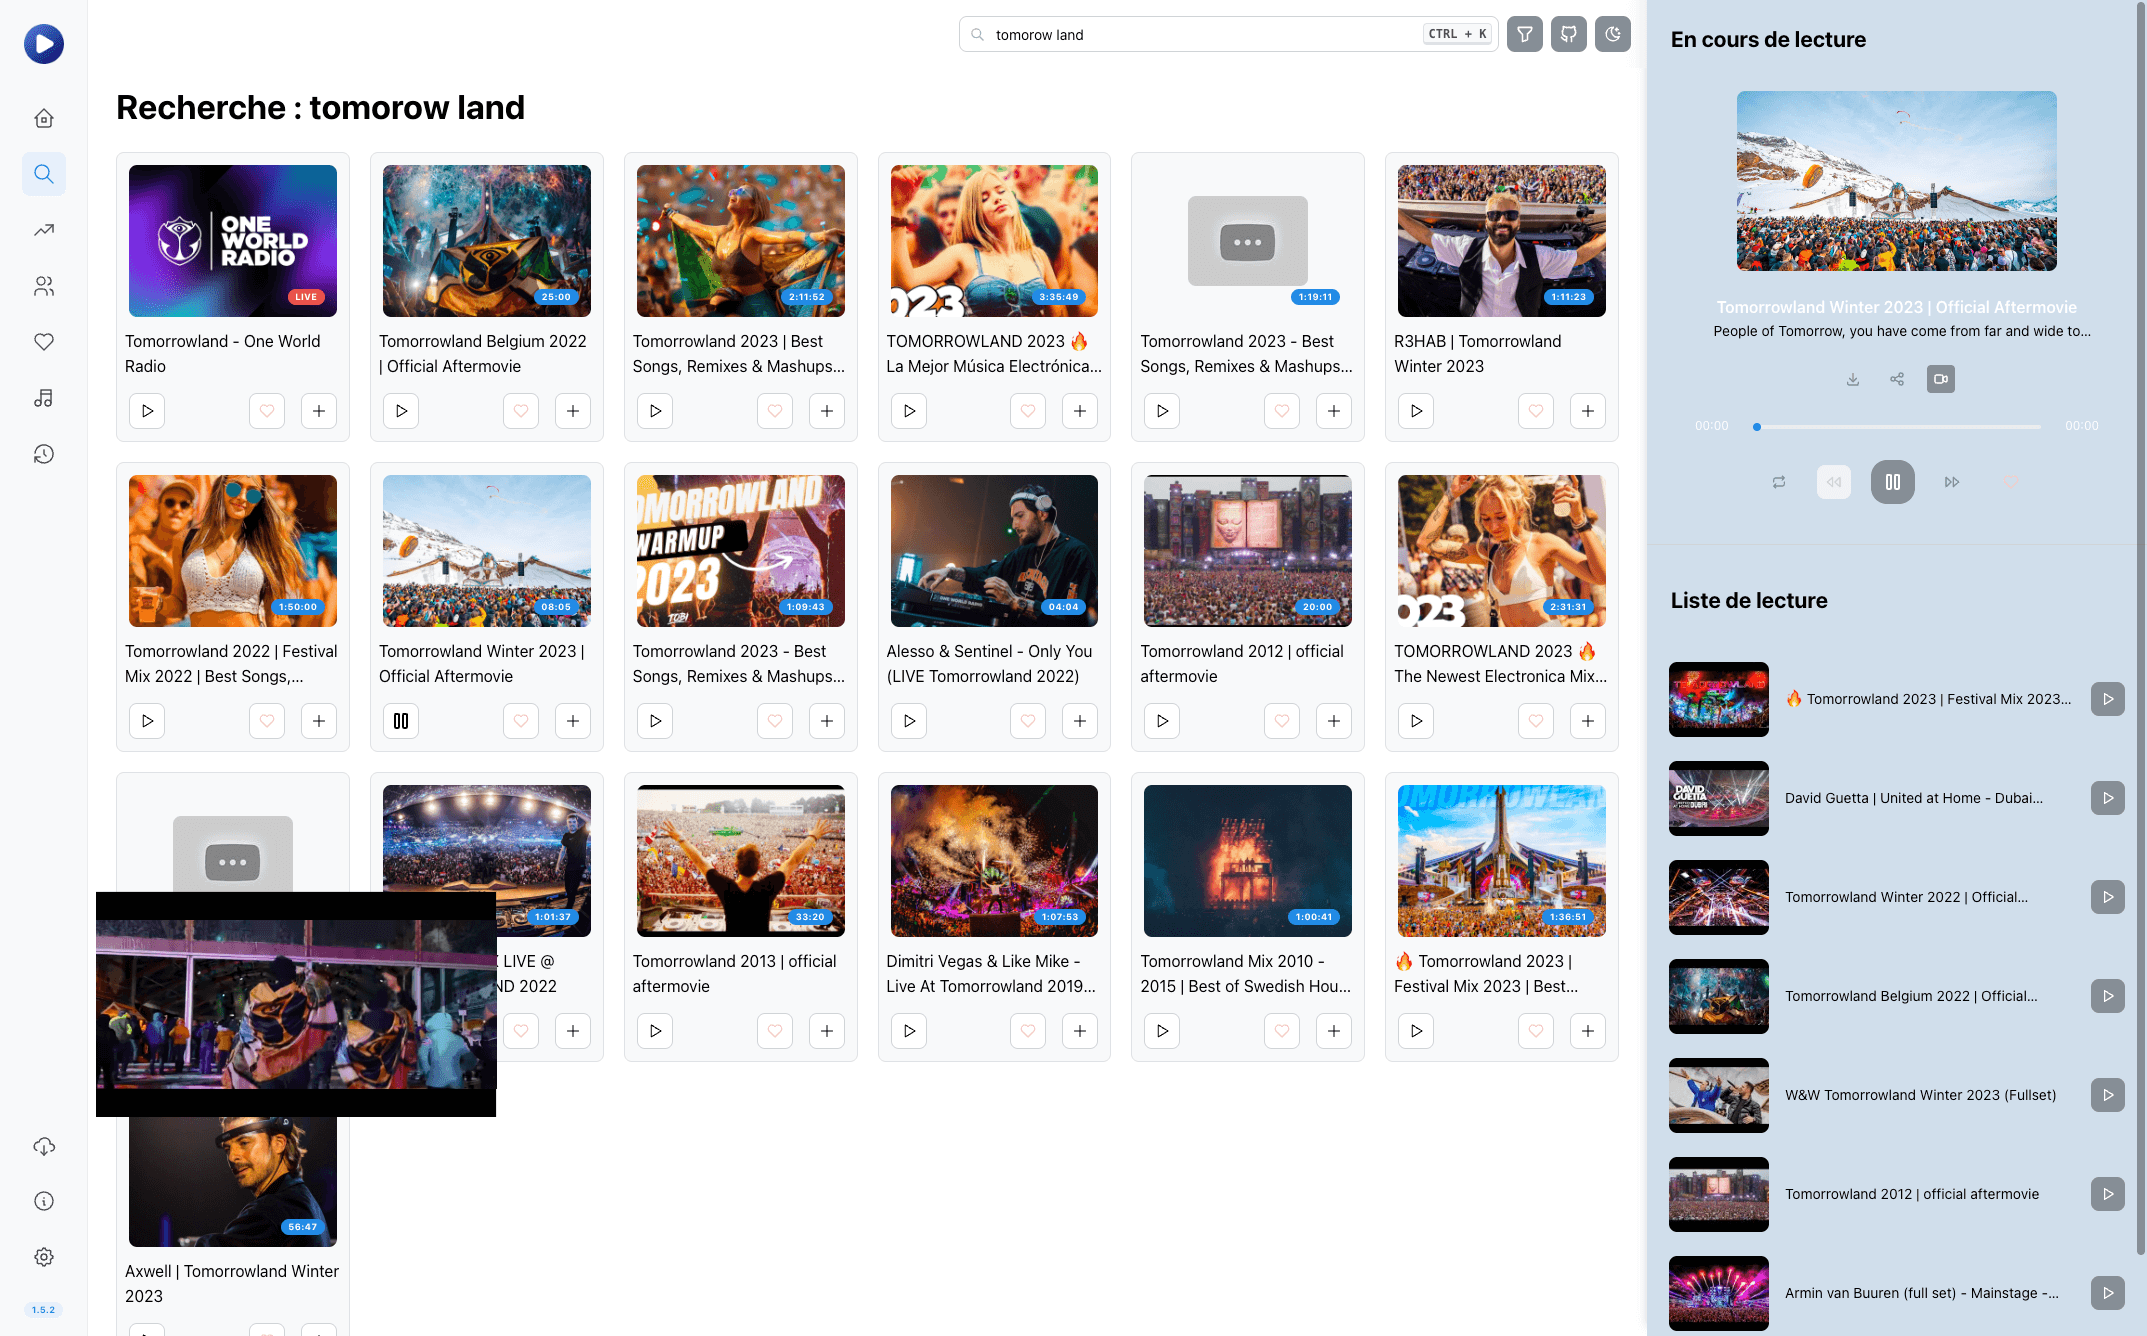 tomorow land
CTRL + K
Recherche : tomorow land
ONE
WORLD
RADIO
LIVE
Tomorrowland - One World
Radio
25:00
Tomorrowland Belgium 2022
| Official Aftermovie
2:11:52
Tomorrowland 2023 | Best
Songs, Remixes & Mashups...
2023
3:35:49
TOMORROWLAND 2023 🔥
La Mejor Música Electrónica...
1:19:11
Tomorrowland 2023 - Best
Songs, Remixes & Mashups...
1:11:23
R3HAB | Tomorrowland
Winter 2023
1:50:00
Tomorrowland 2022 | Festival
Mix 2022 | Best Songs,...
08:05
Tomorrowland Winter 2023 |
Official Aftermovie
TOMORROWLAND
WARMUP
2023
TOBI
1:09:43
Tomorrowland 2023 - Best
Songs, Remixes & Mashups...
04:04
Alesso & Sentinel - Only You
(LIVE Tomorrowland 2022)
20:00
Tomorrowland 2012 | official
aftermovie
2023
2:31:31
TOMORROWLAND 2023 🔥
The Newest Electronica Mix...
1:01:37
LIVE @
ND 2022
33:20
Tomorrowland 2013 | official
aftermovie
1:07:53
Dimitri Vegas & Like Mike -
Live At Tomorrowland 2019...
1:00:41
Tomorrowland Mix 2010 -
2015 | Best of Swedish Hou...
TOMORROWLAND
1:36:51
🔥 Tomorrowland 2023 |
Festival Mix 2023 | Best...
56:47
Axwell | Tomorrowland Winter
2023
1.5.2
En cours de lecture
Tomorrowland Winter 2023 | Official Aftermovie
People of Tomorrow, you have come from far and wide to...
00:00
00:00
Liste de lecture
🔥 Tomorrowland 2023 | Festival Mix 2023...
DAVID
GUETTA
DUBAI
David Guetta | United at Home - Dubai...
Tomorrowland Winter 2022 | Official...
Tomorrowland Belgium 2022 | Official...
W&W Tomorrowland Winter 2023 (Fullset)
Tomorrowland 2012 | official aftermovie
Armin van Buuren (full set) - Mainstage -...